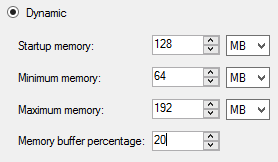 Dynamic
Startup memory: 128 MB
Minimum memory: 64 MB
Maximum memory: 192 MB
Memory buffer percentage: 20